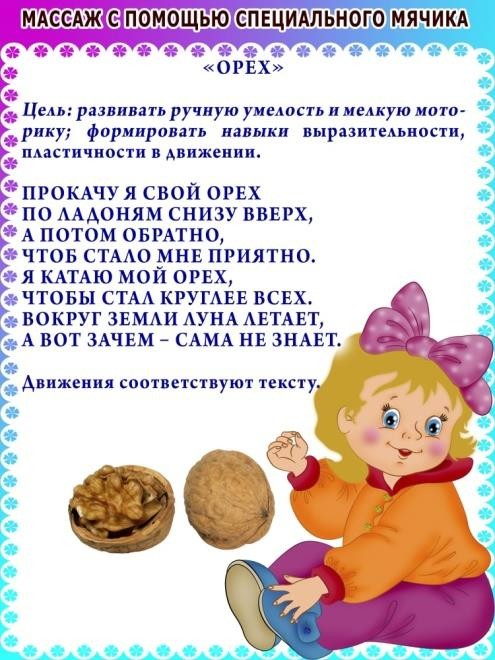 МАССАЖ С ПОМОЩЬЮ СПЕЦИАЛЬНОГО МЯЧИКА
«ОРЕХ»
Цель: развивать ручную умелость и мелкую мото-
рику; формировать навыки выразительности,
пластичности в движении.
ПРОКАЧУ Я СВОЙ ОРЕХ
ПО ЛАДОНЯМ СНИЗУ ВВЕРХ,
А ПОТОМ ОБРАТНО,
ЧТОБ СТАЛО МНЕ ПРИЯТНО.
Я КАТАЮ МОЙ ОРЕХ,
ЧТОБЫ СТАЛ КРУГЛЕЕ ВСЕХ.
ВОКРУГ ЗЕМЛИ ЛУНА ЛЕТАЕТ,
А ВОТ ЗАЧЕМ – САМА НЕ ЗНАЕТ.
Движения соответствуют тексту.